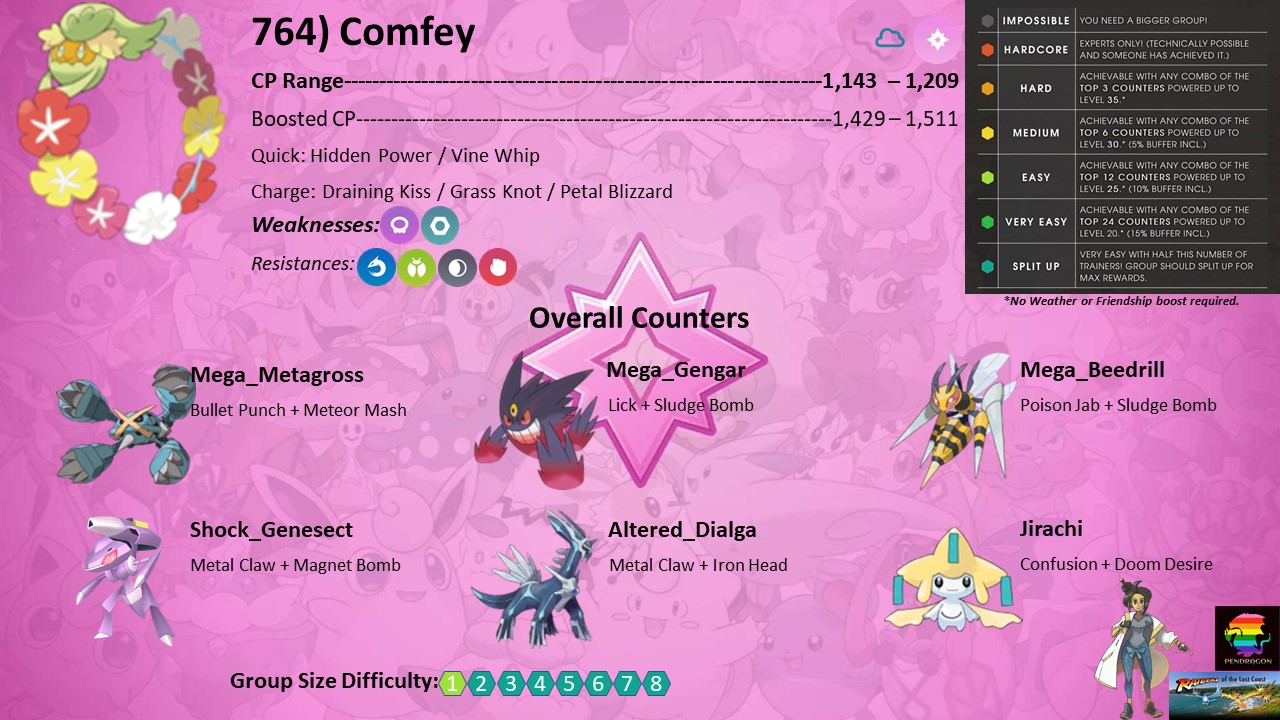 764) Comfey
CP Range--------------------------------------------------------------------1,143 – 1,209
Boosted CP--------------------------------------------------------------------1,429 – 1,511
Quick: Hidden Power / Vine Whip
Charge: Draining Kiss / Grass Knot / Petal Blizzard
Weaknesses:
Resistances:
IMPOSSIBLE YOU NEED A BIGGER GROUP!
HARDCORE EXPERTS ONLY! (TECHNICALLY POSSIBLE
AND SOMEONE HAS ACHIEVED IT.)
HARD ACHIEVABLE WITH ANY COMBO OF THE
TOP 3 COUNTERS POWERED UP TO
LEVEL 35.*
MEDIUM ACHIEVABLE WITH ANY COMBO OF THE
TOP 6 COUNTERS POWERED UP TO
LEVEL 30.* (5% BUFFER INCL.)
EASY ACHIEVABLE WITH ANY COMBO OF THE
TOP 12 COUNTERS POWERED UP TO
LEVEL 25.* (10% BUFFER INCL.)
VERY EASY ACHIEVABLE WITH ANY COMBO OF THE
TOP 24 COUNTERS POWERED UP TO
LEVEL 20.* (15% BUFFER INCL.)
SPLIT UP VERY EASY WITH HALF THIS NUMBER OF
TRAINERS! GROUP SHOULD SPLIT UP FOR
MAX REWARDS.
*No Weather or Friendship boost required.
Overall Counters
Mega_Metagross
Bullet Punch + Meteor Mash
Mega_Gengar
Lick + Sludge Bomb
Mega_Beedrill
Poison Jab + Sludge Bomb
Shock_Genesect
Metal Claw + Magnet Bomb
Altered_Dialga
Metal Claw + Iron Head
Jirachi
Confusion + Doom Desire
Group Size Difficulty: 1 2 3 4 5 6 7 8
PENDRAGON
RAIDERS of the Lost Coast